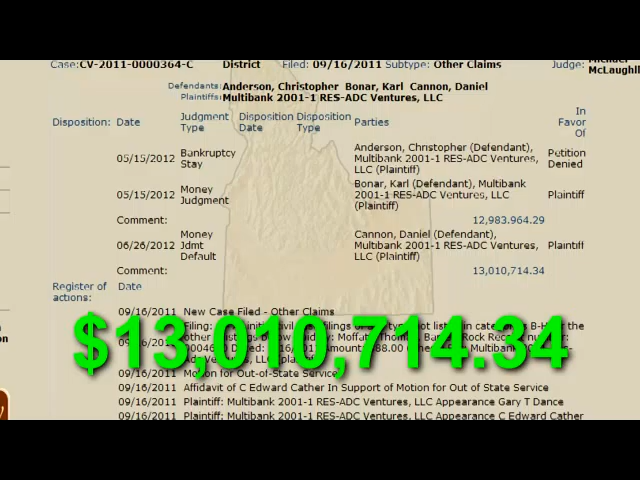 Case: CV-2011-0000364-C District Filed: 09/16/2011 Subtype: Other Claims Judge: Michael McLaughlin
Defendants: Anderson, Christopher Bonar, Karl Cannon, Daniel
Plaintiffs: Multibank 2001-1 RES-ADC Ventures, LLC
Disposition: Date Judgment Type Disposition Date Disposition Type Parties In Favor Of
05/15/2012 Bankruptcy Stay Anderson, Christopher (Defendant), Multibank 2001-1 RES-ADC Ventures, LLC (Plaintiff) Petition Denied
05/15/2012 Money Judgment Bonar, Karl (Defendant), Multibank 2001-1 RES-ADC Ventures, LLC (Plaintiff) Plaintiff
Comment: 12,983.964.29
06/26/2012 Money Jdmt Default Cannon, Daniel (Defendant), Multibank 2001-1 RES-ADC Ventures, LLC (Plaintiff) Plaintiff
Comment: 13,010,714.34
Register of actions: Date
09/16/2011 New Case Filed - Other Claims
$13,010,714.34
09/16/2011 Motion for Out-of-State Service
09/16/2011 Affidavit of C Edward Cather In Support of Motion for Out of State Service
09/16/2011 Plaintiff: Multibank 2001-1 RES-ADC Ventures, LLC Appearance Gary T Dance
09/16/2011 Plaintiff: Multibank 2001-1 RES-ADC Ventures, LLC Appearance C Edward Cather